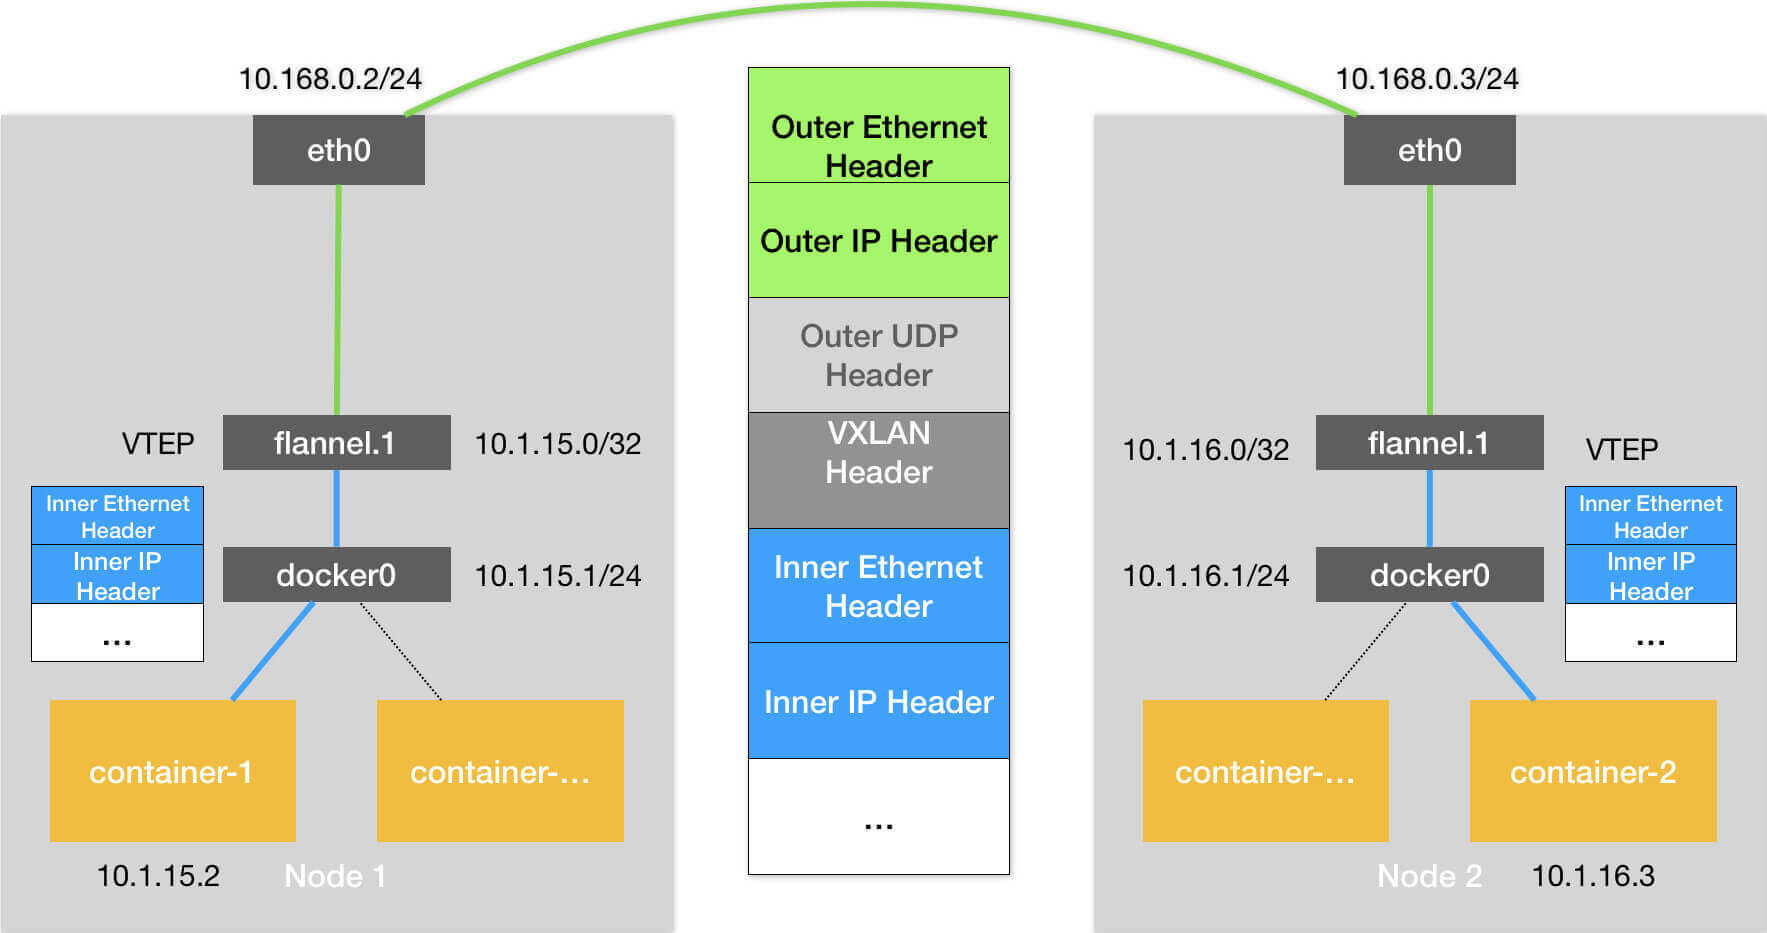 10.168.0.2/24
10.168.0.3/24
eth0
Outer Ethernet
Header
eth0
Outer IP Header
Outer UDP
Header
VTEP
flannel.1
10.1.15.0/32
VXLAN
Header
10.1.16.0/32
flannel.1
VTEP
Inner Ethernet
Header
Inner IP
Header
...
docker0
10.1.15.1/24
Inner Ethernet
Header
10.1.16.1/24
docker0
Inner Ethernet
Header
Inner IP
Header
...
Inner IP Header
...
container-1
container-...
container-...
container-2
10.1.15.2
Node 1
Node 2
10.1.16.3